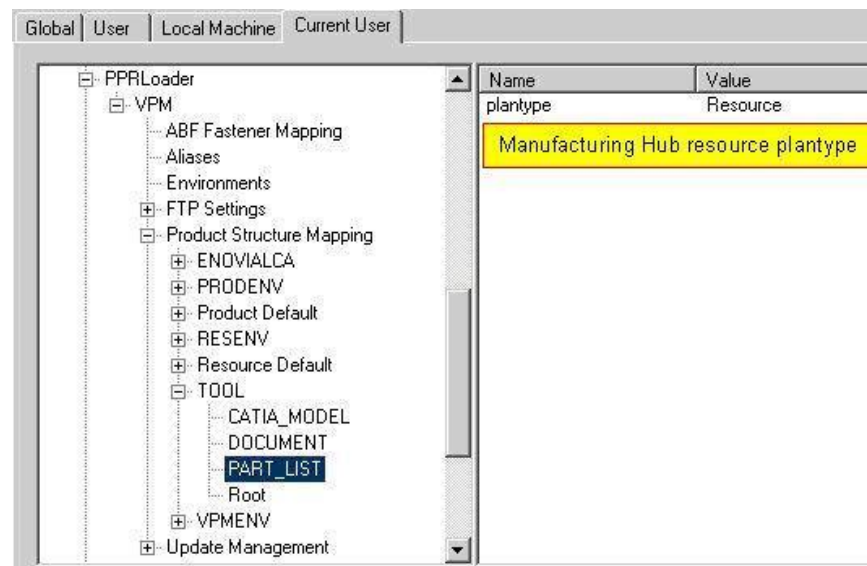 Global User Local Machine Current User
PPRLoader
VPM
ABF Fastener Mapping
Aliases
Environments
FTP Settings
Product Structure Mapping
ENOVIALCA
PRODENV
Product Default
RESENV
Resource Default
TOOL
CATIA_MODEL
DOCUMENT
PART_LIST
Root
VPMENV
Update Management
Name Value
plantype Resource
Manufacturing Hub resource plantype